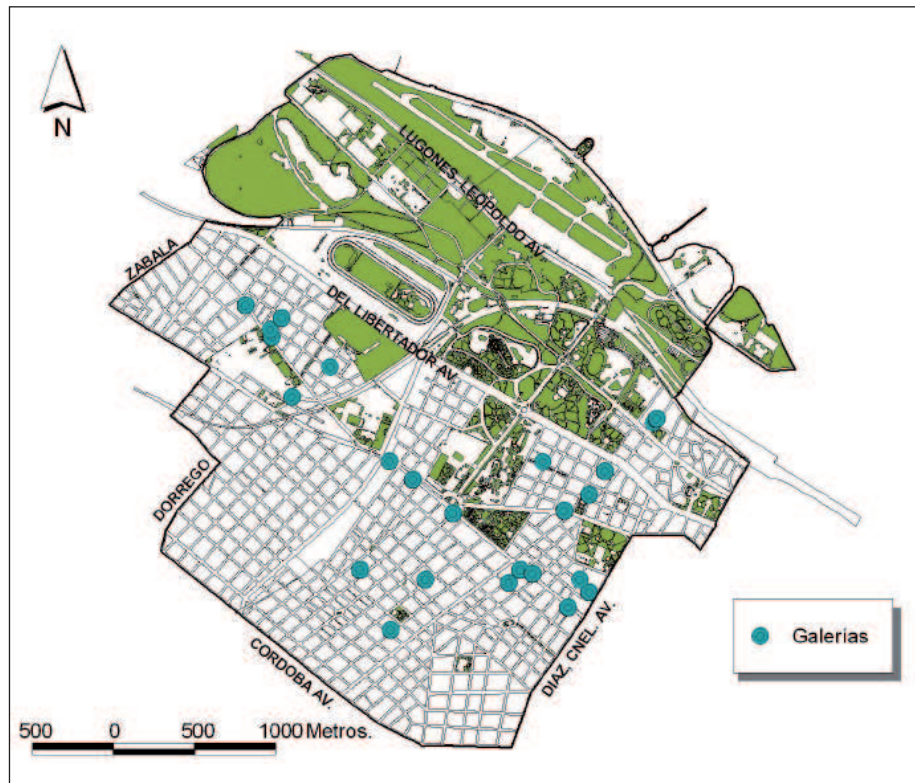 N
LUGONES, LEOPOLDO AV.
ZABALA
DEL LIBERTADOR AV.
DORREGO
CORDOBA AV.
DIAZ, CNEL. AV.
Galerias
500 0 500 1000 Metros.